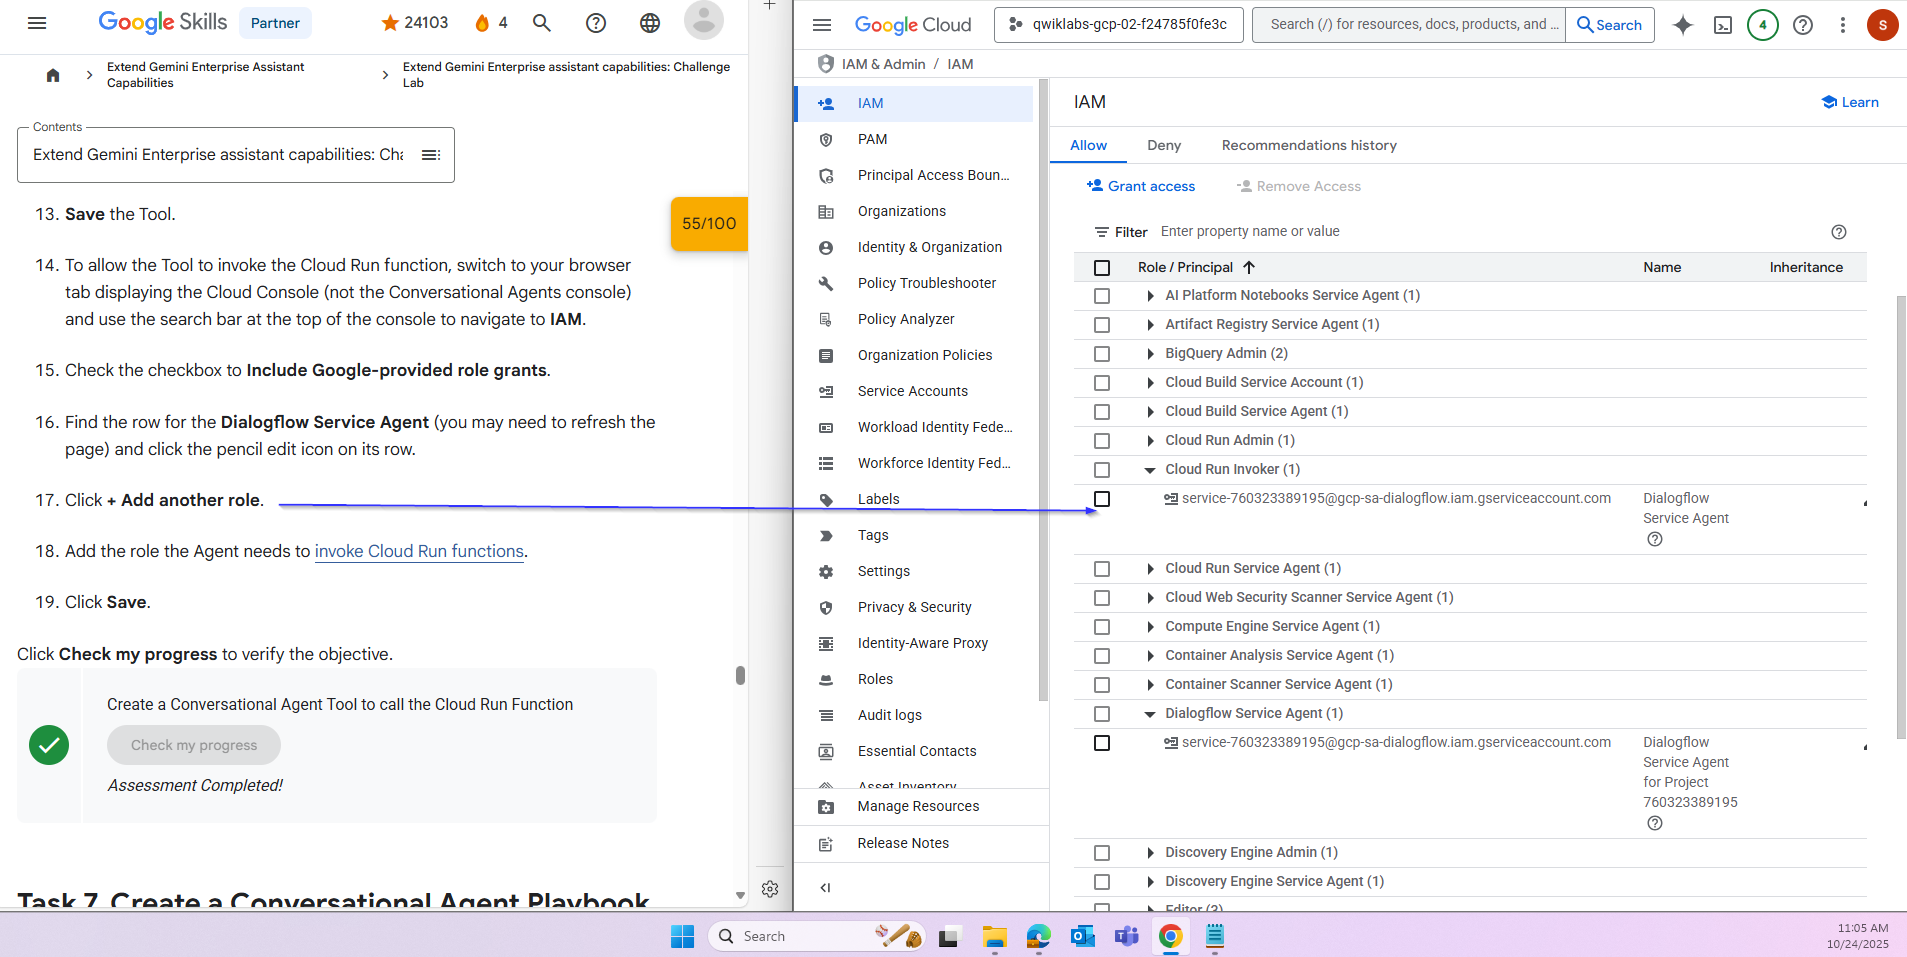 Google Skills
Partner
24103
4
Extend Gemini Enterprise Assistant
Capabilities
Extend Gemini Enterprise assistant capabilities: Challenge
Lab
Contents
Extend Gemini Enterprise assistant capabilities: Cha
13. Save the Tool.
55/100
14. To allow the Tool to invoke the Cloud Run function, switch to your browser
tab displaying the Cloud Console (not the Conversational Agents console)
and use the search bar at the top of the console to navigate to IAM.
15. Check the checkbox to Include Google-provided role grants.
16. Find the row for the Dialogflow Service Agent (you may need to refresh the
page) and click the pencil edit icon on its row.
17. Click + Add another role.
18. Add the role the Agent needs to invoke Cloud Run functions.
19. Click Save.
Click Check my progress to verify the objective.
Create a Conversational Agent Tool to call the Cloud Run Function
Check my progress
Assessment Completed!
Task 7. Create a Conversational Agent Playbook
Google Cloud
qwiklabs-gcp-02-f24785f0fe3c
Search (/) for resources, docs, products, and ...
Search
4
S
IAM & Admin / IAM
IAM
PAM
Principal Access Boun...
Organizations
Identity & Organization
Policy Troubleshooter
Policy Analyzer
Organization Policies
Service Accounts
Workload Identity Fede...
Workforce Identity Fed...
Labels
Tags
Settings
Privacy & Security
Identity-Aware Proxy
Roles
Audit logs
Essential Contacts
Asset Inventory
Manage Resources
Release Notes
IAM
Learn
Allow
Deny
Recommendations history
Grant access
Remove Access
Filter Enter property name or value
Role / Principal
Name
Inheritance
AI Platform Notebooks Service Agent (1)
Artifact Registry Service Agent (1)
BigQuery Admin (2)
Cloud Build Service Account (1)
Cloud Build Service Agent (1)
Cloud Run Admin (1)
Cloud Run Invoker (1)
service-760323389195@gcp-sa-dialogflow.iam.gserviceaccount.com
Dialogflow
Service Agent
Cloud Run Service Agent (1)
Cloud Web Security Scanner Service Agent (1)
Compute Engine Service Agent (1)
Container Analysis Service Agent (1)
Container Scanner Service Agent (1)
Dialogflow Service Agent (1)
service-760323389195@gcp-sa-dialogflow.iam.gserviceaccount.com
Dialogflow
Service Agent
for Project
760323389195
Discovery Engine Admin (1)
Discovery Engine Service Agent (1)
Editor (3)
Search
11:05 AM
10/24/2025